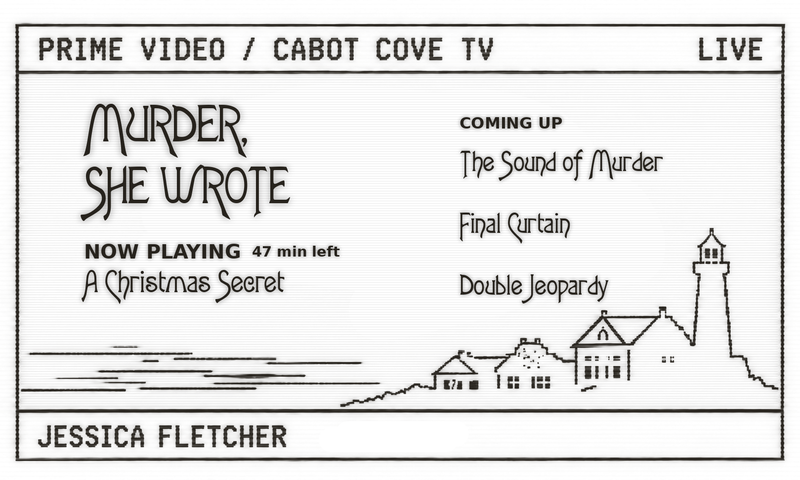 PRIME VIDEO / CABOT COVE TV
LIVE
MURDER,
SHE WROTE
NOW PLAYING 47 min left
A Christmas Secret
COMING UP
The Sound of Murder
Final Curtain
Double Jeopardy
JESSICA FLETCHER